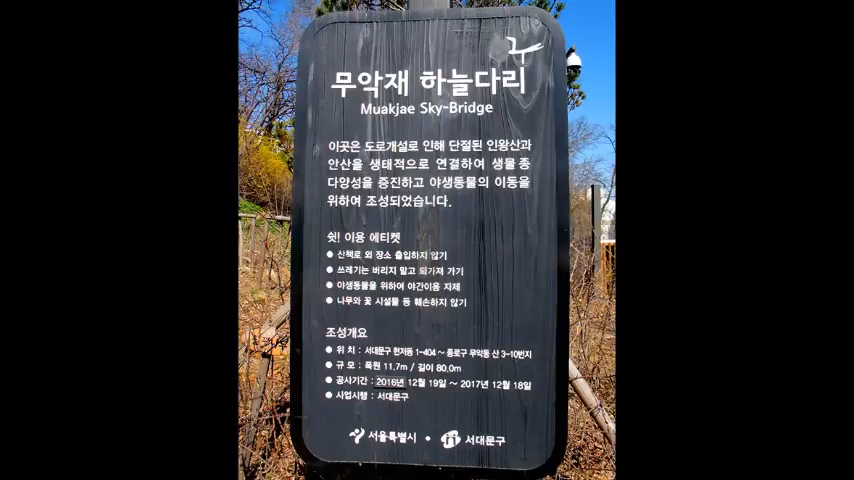 무악재 하늘다리
Muakjae Sky-Bridge
이곳은 도로개설로 인해 단절된 인왕산과
안산을 생태적으로 연결하여 생물종
다양성을 증진하고 야생동물의 이동을
위하여 조성되었습니다.
쉿! 이용 에티켓
● 산책로 외 장소 출입하지 않기
● 쓰레기는 버리지 말고 되가져 가기
● 야생동물을 위하여 야간이용 자제
● 나무와 꽃 시설물 등 훼손하지 않기
조성개요
● 위 치 : 서대문구 현저동 1-404 ~ 종로구 무악동 산 3-10번지
● 규 모 : 폭원 11.7m / 길이 80.0m
● 공사기간 : 2016년 12월 19일 ~ 2017년 12월 18일
● 사업시행 : 서대문구
서울특별시 • 서대문구